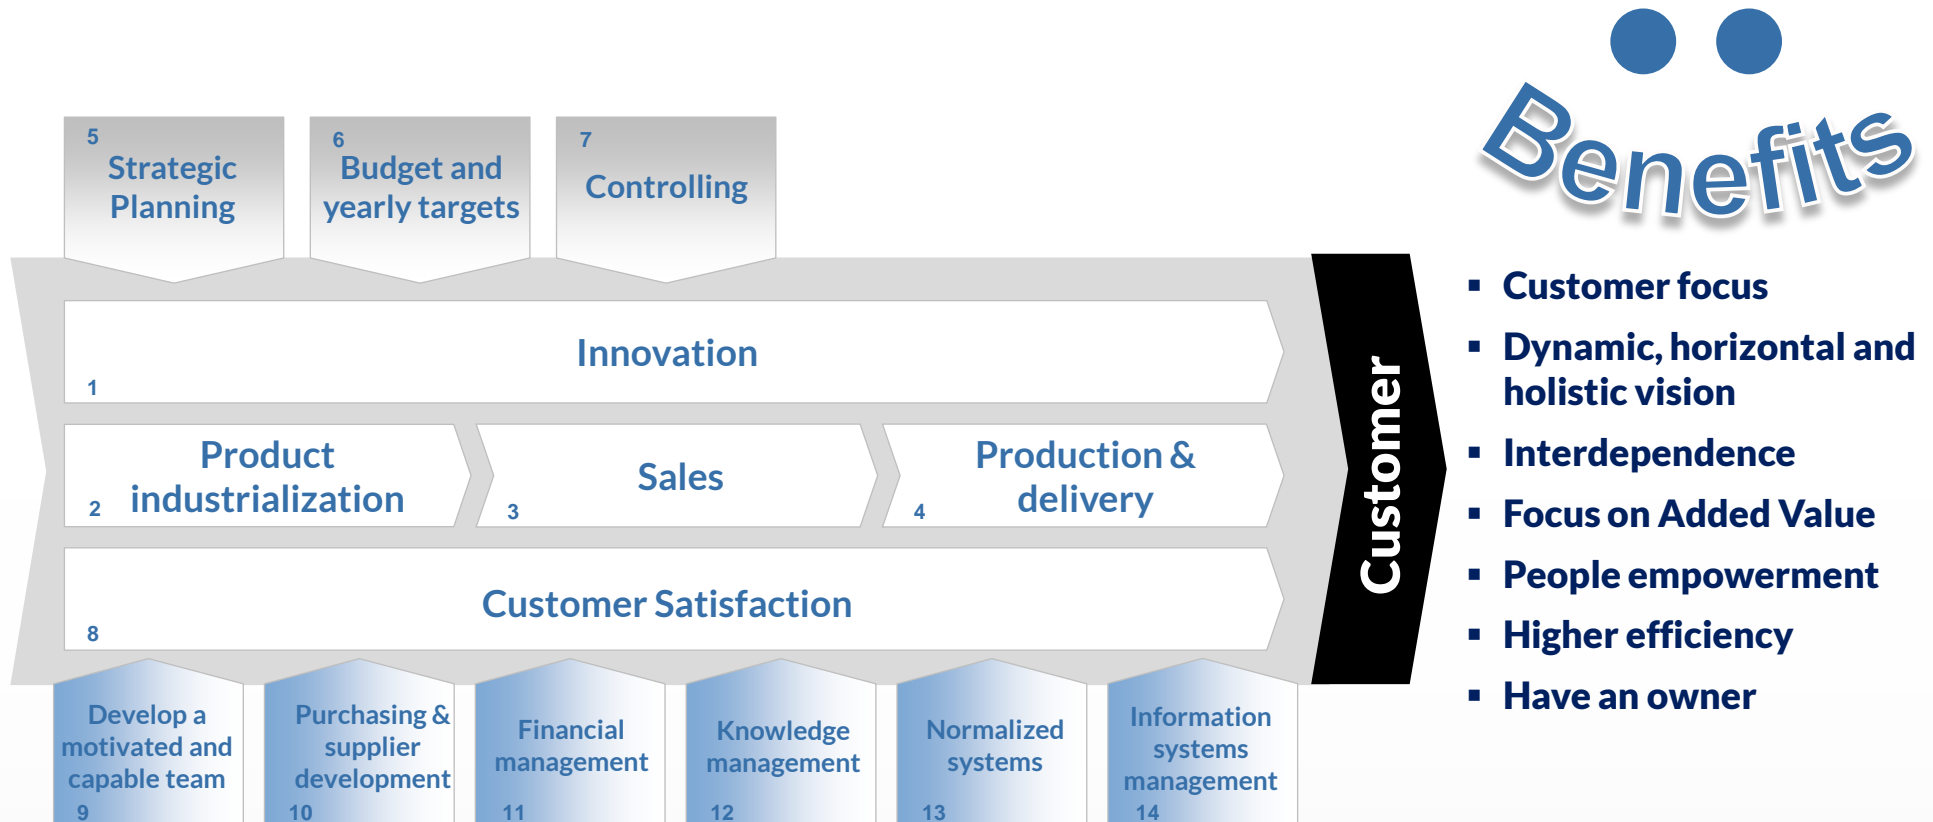 5
Strategic
Planning
6
Budget and
yearly targets
7
Controlling
Innovation
1
Product
industrialization
2
Sales
3
Production &
delivery
4
Customer Satisfaction
8
Develop a
motivated and
capable team
9
Purchasing &
supplier
development
10
Financial
management
11
Knowledge
management
12
Normalized
systems
13
Information
systems
management
14
Customer
Benefits
▪ Customer focus
▪ Dynamic, horizontal and
holistic vision
▪ Interdependence
▪ Focus on Added Value
▪ People empowerment
▪ Higher efficiency
▪ Have an owner